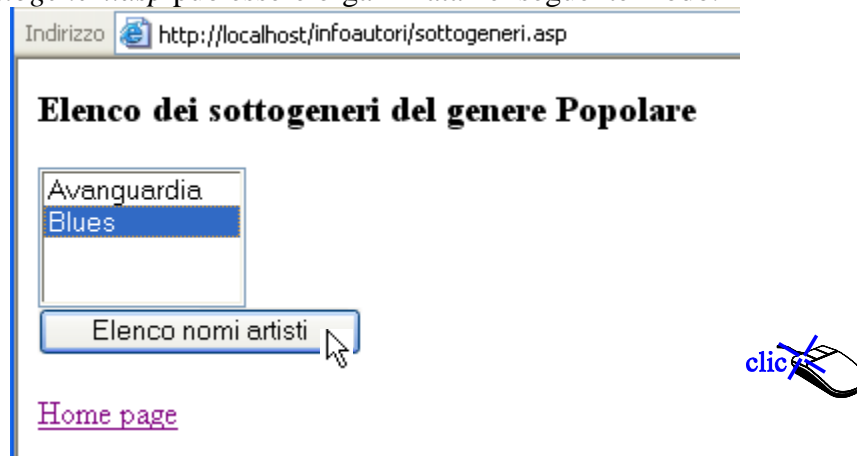 Indirizzo http://localhost/infoautori/sottogeneri.asp
Elenco dei sottogeneri del genere Popolare
Avanguardia
Blues
Elenco nomi artisti
clic
Home page